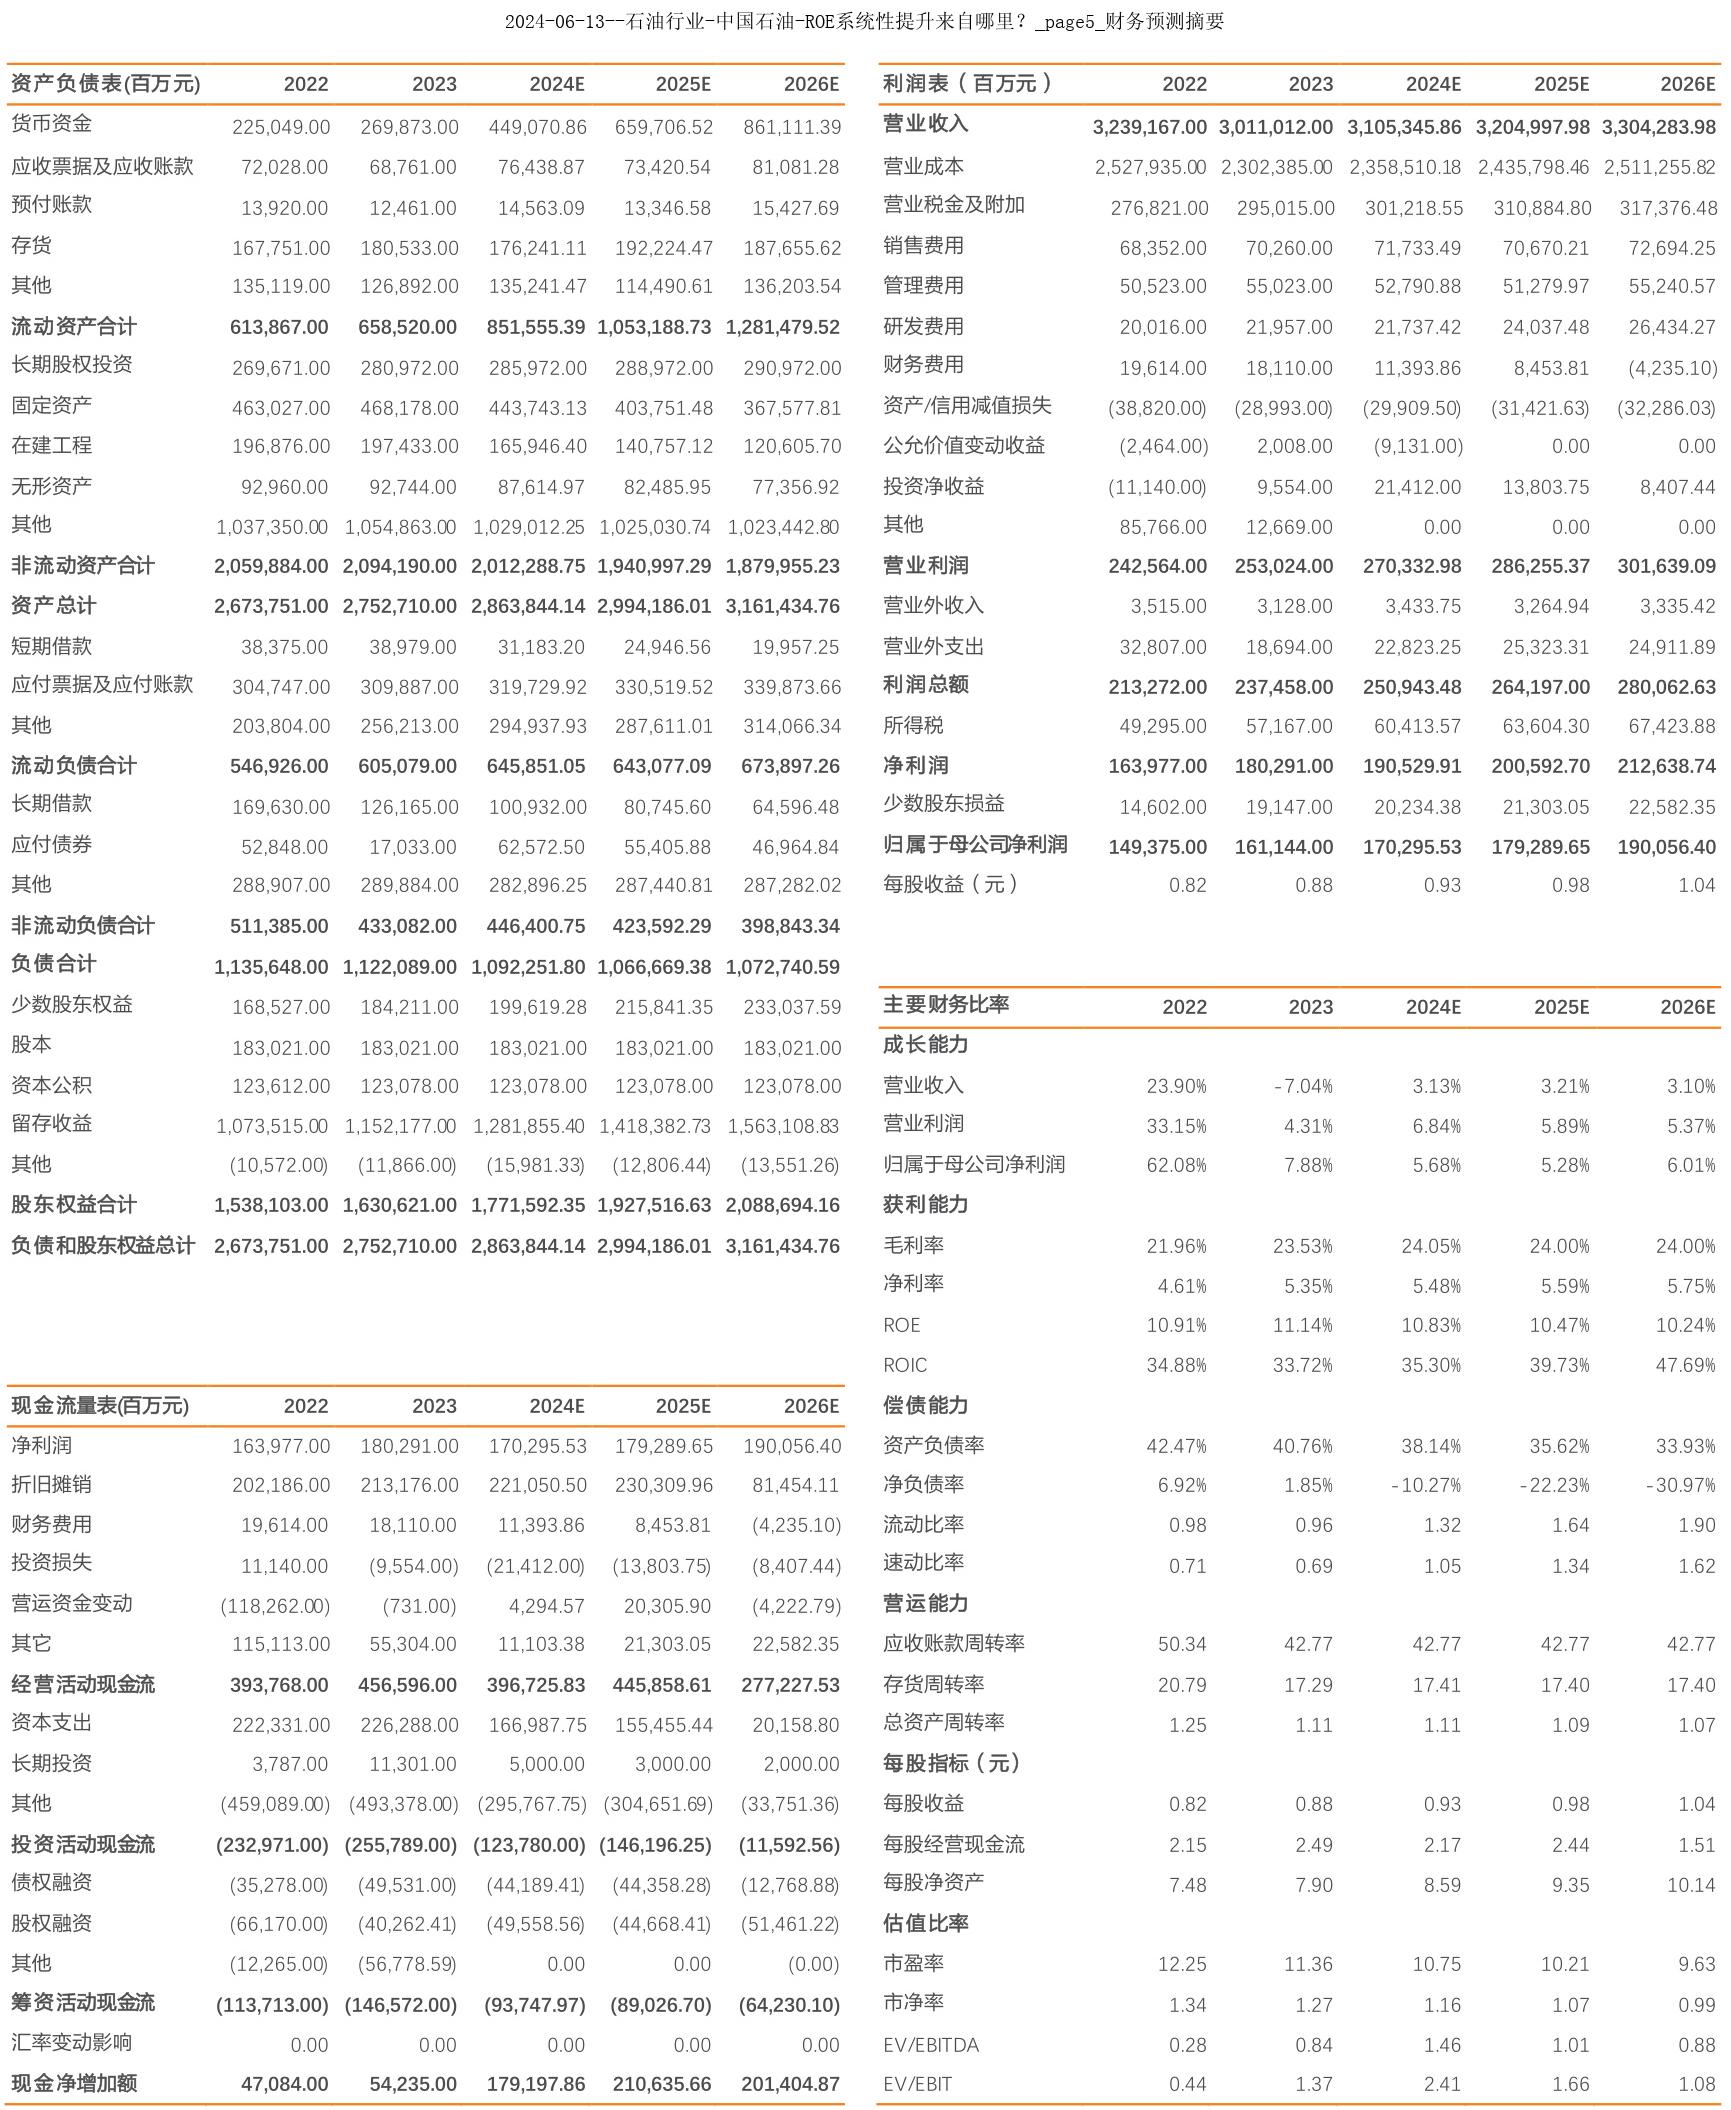 2024-06-13--石油行业-中国石油-ROE系统性提升来自哪里？_page5_财务预测摘要
资产负债表(百万元) 2022 2023 2024E 2025E 2026E
货币资金 225,049.00 269,873.00 449,070.86 659,706.52 861,111.39
应收票据及应收账款 72,028.00 68,761.00 76,438.87 73,420.54 81,081.28
预付账款 13,920.00 12,461.00 14,563.09 13,346.58 15,427.69
存货 167,751.00 180,533.00 176,241.11 192,224.47 187,655.62
其他 135,119.00 126,892.00 135,241.47 114,490.61 136,203.54
流动资产合计 613,867.00 658,520.00 851,555.39 1,053,188.73 1,281,479.52
长期股权投资 269,671.00 280,972.00 285,972.00 288,972.00 290,972.00
固定资产 463,027.00 468,178.00 443,743.13 403,751.48 367,577.81
在建工程 196,876.00 197,433.00 165,946.40 140,757.12 120,605.70
无形资产 92,960.00 92,744.00 87,614.97 82,485.95 77,356.92
其他 1,037,350.00 1,054,863.00 1,029,012.25 1,025,030.74 1,023,442.80
非流动资产合计 2,059,884.00 2,094,190.00 2,012,288.75 1,940,997.29 1,879,955.23
资产总计 2,673,751.00 2,752,710.00 2,863,844.14 2,994,186.01 3,161,434.76
短期借款 38,375.00 38,979.00 31,183.20 24,946.56 19,957.25
应付票据及应付账款 304,747.00 309,887.00 319,729.92 330,519.52 339,873.66
其他 203,804.00 256,213.00 294,937.93 287,611.01 314,066.34
流动负债合计 546,926.00 605,079.00 645,851.05 643,077.09 673,897.26
长期借款 169,630.00 126,165.00 100,932.00 80,745.60 64,596.48
应付债券 52,848.00 17,033.00 62,572.50 55,405.88 46,964.84
其他 288,907.00 289,884.00 282,896.25 287,440.81 287,282.02
非流动负债合计 511,385.00 433,082.00 446,400.75 423,592.29 398,843.34
负债合计 1,135,648.00 1,122,089.00 1,092,251.80 1,066,669.38 1,072,740.59
少数股东权益 168,527.00 184,211.00 199,619.28 215,841.35 233,037.59
股本 183,021.00 183,021.00 183,021.00 183,021.00 183,021.00
资本公积 123,612.00 123,078.00 123,078.00 123,078.00 123,078.00
留存收益 1,073,515.00 1,152,177.00 1,281,855.40 1,418,382.73 1,563,108.83
其他 (10,572.00) (11,866.00) (15,981.33) (12,806.44) (13,551.26)
股东权益合计 1,538,103.00 1,630,621.00 1,771,592.35 1,927,516.63 2,088,694.16
负债和股东权益总计 2,673,751.00 2,752,710.00 2,863,844.14 2,994,186.01 3,161,434.76
现金流量表(百万元) 2022 2023 2024E 2025E 2026E
净利润 163,977.00 180,291.00 170,295.53 179,289.65 190,056.40
折旧摊销 202,186.00 213,176.00 221,050.50 230,309.96 81,454.11
财务费用 19,614.00 18,110.00 11,393.86 8,453.81 (4,235.10)
投资损失 11,140.00 (9,554.00) (21,412.00) (13,803.75) (8,407.44)
营运资金变动 (118,262.00) (731.00) 4,294.57 20,305.90 (4,222.79)
其它 115,113.00 55,304.00 11,103.38 21,303.05 22,582.35
经营活动现金流 393,768.00 456,596.00 396,725.83 445,858.61 277,227.53
资本支出 222,331.00 226,288.00 166,987.75 155,455.44 20,158.80
长期投资 3,787.00 11,301.00 5,000.00 3,000.00 2,000.00
其他 (459,089.00) (493,378.00) (295,767.75) (304,651.69) (33,751.36)
投资活动现金流 (232,971.00) (255,789.00) (123,780.00) (146,196.25) (11,592.56)
债权融资 (35,278.00) (49,531.00) (44,189.41) (44,358.28) (12,768.88)
股权融资 (66,170.00) (40,262.41) (49,558.56) (44,668.41) (51,461.22)
其他 (12,265.00) (56,778.59) 0.00 0.00 (0.00)
筹资活动现金流 (113,713.00) (146,572.00) (93,747.97) (89,026.70) (64,230.10)
汇率变动影响 0.00 0.00 0.00 0.00 0.00
现金净增加额 47,084.00 54,235.00 179,197.86 210,635.66 201,404.87
利润表（百万元） 2022 2023 2024E 2025E 2026E
营业收入 3,239,167.00 3,011,012.00 3,105,345.86 3,204,997.98 3,304,283.98
营业成本 2,527,935.00 2,302,385.00 2,358,510.18 2,435,798.46 2,511,255.82
营业税金及附加 276,821.00 295,015.00 301,218.55 310,884.80 317,376.48
销售费用 68,352.00 70,260.00 71,733.49 70,670.21 72,694.25
管理费用 50,523.00 55,023.00 52,790.88 51,279.97 55,240.57
研发费用 20,016.00 21,957.00 21,737.42 24,037.48 26,434.27
财务费用 19,614.00 18,110.00 11,393.86 8,453.81 (4,235.10)
资产/信用减值损失 (38,820.00) (28,993.00) (29,909.50) (31,421.63) (32,286.03)
公允价值变动收益 (2,464.00) 2,008.00 (9,131.00) 0.00 0.00
投资净收益 (11,140.00) 9,554.00 21,412.00 13,803.75 8,407.44
其他 85,766.00 12,669.00 0.00 0.00 0.00
营业利润 242,564.00 253,024.00 270,332.98 286,255.37 301,639.09
营业外收入 3,515.00 3,128.00 3,433.75 3,264.94 3,335.42
营业外支出 32,807.00 18,694.00 22,823.25 25,323.31 24,911.89
利润总额 213,272.00 237,458.00 250,943.48 264,197.00 280,062.63
所得税 49,295.00 57,167.00 60,413.57 63,604.30 67,423.88
净利润 163,977.00 180,291.00 190,529.91 200,592.70 212,638.74
少数股东损益 14,602.00 19,147.00 20,234.38 21,303.05 22,582.35
归属于母公司净利润 149,375.00 161,144.00 170,295.53 179,289.65 190,056.40
每股收益（元） 0.82 0.88 0.93 0.98 1.04
主要财务比率 2022 2023 2024E 2025E 2026E
成长能力
营业收入 23.90% -7.04% 3.13% 3.21% 3.10%
营业利润 33.15% 4.31% 6.84% 5.89% 5.37%
归属于母公司净利润 62.08% 7.88% 5.68% 5.28% 6.01%
获利能力
毛利率 21.96% 23.53% 24.05% 24.00% 24.00%
净利率 4.61% 5.35% 5.48% 5.59% 5.75%
ROE 10.91% 11.14% 10.83% 10.47% 10.24%
ROIC 34.88% 33.72% 35.30% 39.73% 47.69%
偿债能力
资产负债率 42.47% 40.76% 38.14% 35.62% 33.93%
净负债率 6.92% 1.85% -10.27% -22.23% -30.97%
流动比率 0.98 0.96 1.32 1.64 1.90
速动比率 0.71 0.69 1.05 1.34 1.62
营运能力
应收账款周转率 50.34 42.77 42.77 42.77 42.77
存货周转率 20.79 17.29 17.41 17.40 17.40
总资产周转率 1.25 1.11 1.11 1.09 1.07
每股指标（元）
每股收益 0.82 0.88 0.93 0.98 1.04
每股经营现金流 2.15 2.49 2.17 2.44 1.51
每股净资产 7.48 7.90 8.59 9.35 10.14
估值比率
市盈率 12.25 11.36 10.75 10.21 9.63
市净率 1.34 1.27 1.16 1.07 0.99
EV/EBITDA 0.28 0.84 1.46 1.01 0.88
EV/EBIT 0.44 1.37 2.41 1.66 1.08